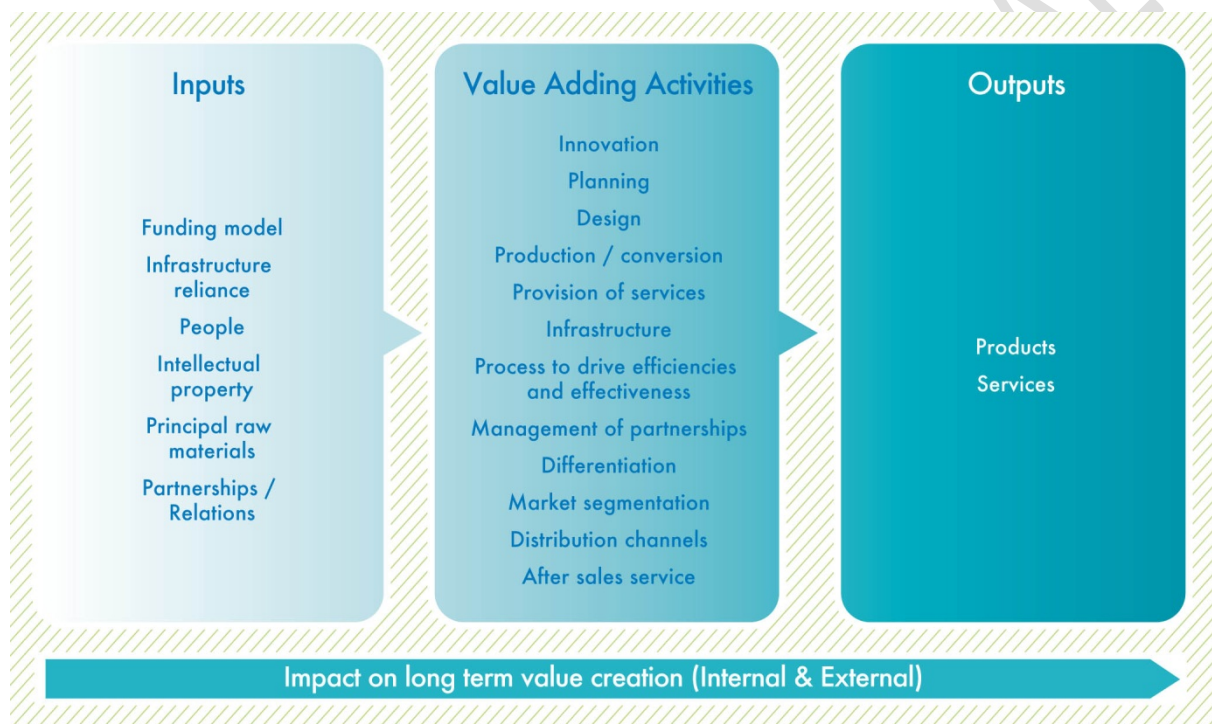 Inputs
Funding model
Infrastructure
reliance
People
Intellectual
property
Principal raw
materials
Partnerships /
Relations
Value Adding Activities
Innovation
Planning
Design
Production / conversion
Provision of services
Infrastructure
Process to drive efficiencies
and effectiveness
Management of partnerships
Differentiation
Market segmentation
Distribution channels
After sales service
Outputs
Products
Services
Impact on long term value creation (Internal & External)